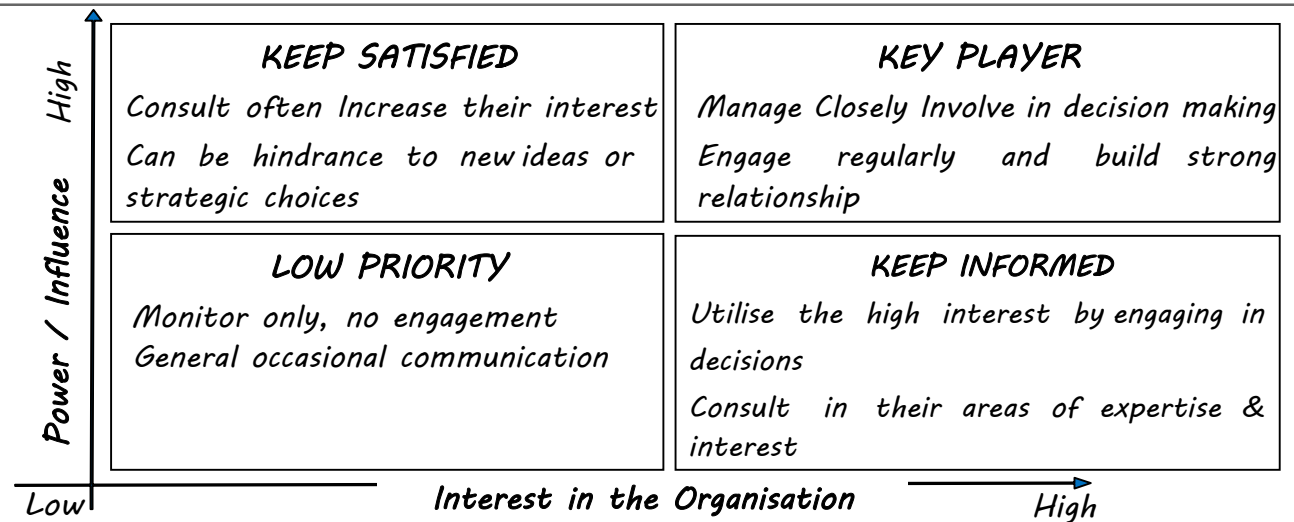 High
Power / Influence
KEEP SATISFIED
Consult often Increase their interest
Can be hindrance to new ideas or
strategic choices
KEY PLAYER
Manage Closely Involve in decision making
Engage regularly and build strong
relationship
LOW PRIORITY
Monitor only, no engagement
General occasional communication
KEEP INFORMED
Utilise the high interest by engaging in
decisions
Consult in their areas of expertise &
interest
Low
Interest in the Organisation
High